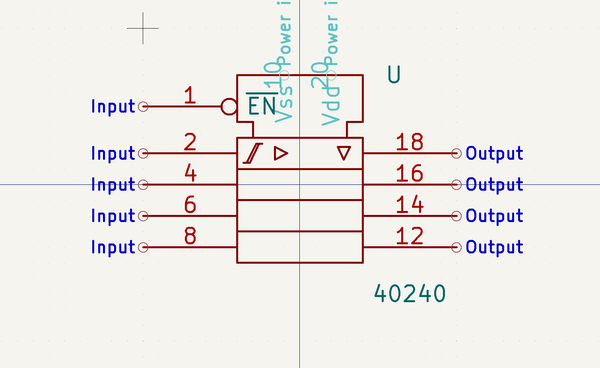 Power i
Power i
10
20
U
Input 1
EN
Vss
Vdd
Input 2 18 Output
Input 4 16 Output
Input 6 14 Output
Input 8 12 Output
40240